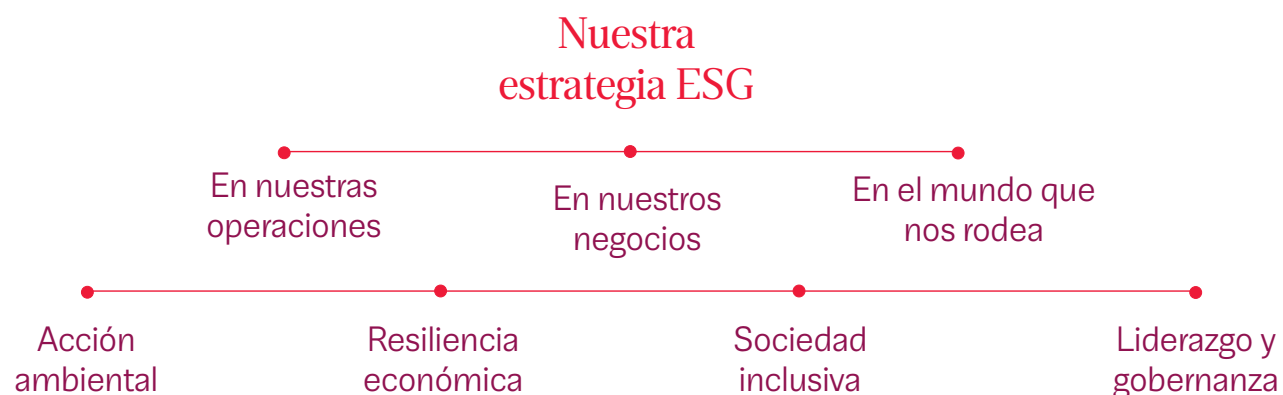 Nuestra
estrategia ESG
En nuestras
operaciones
En nuestros
negocios
En el mundo que
nos rodea
Acción
ambiental
Resiliencia
económica
Sociedad
inclusiva
Liderazgo y
gobernanza